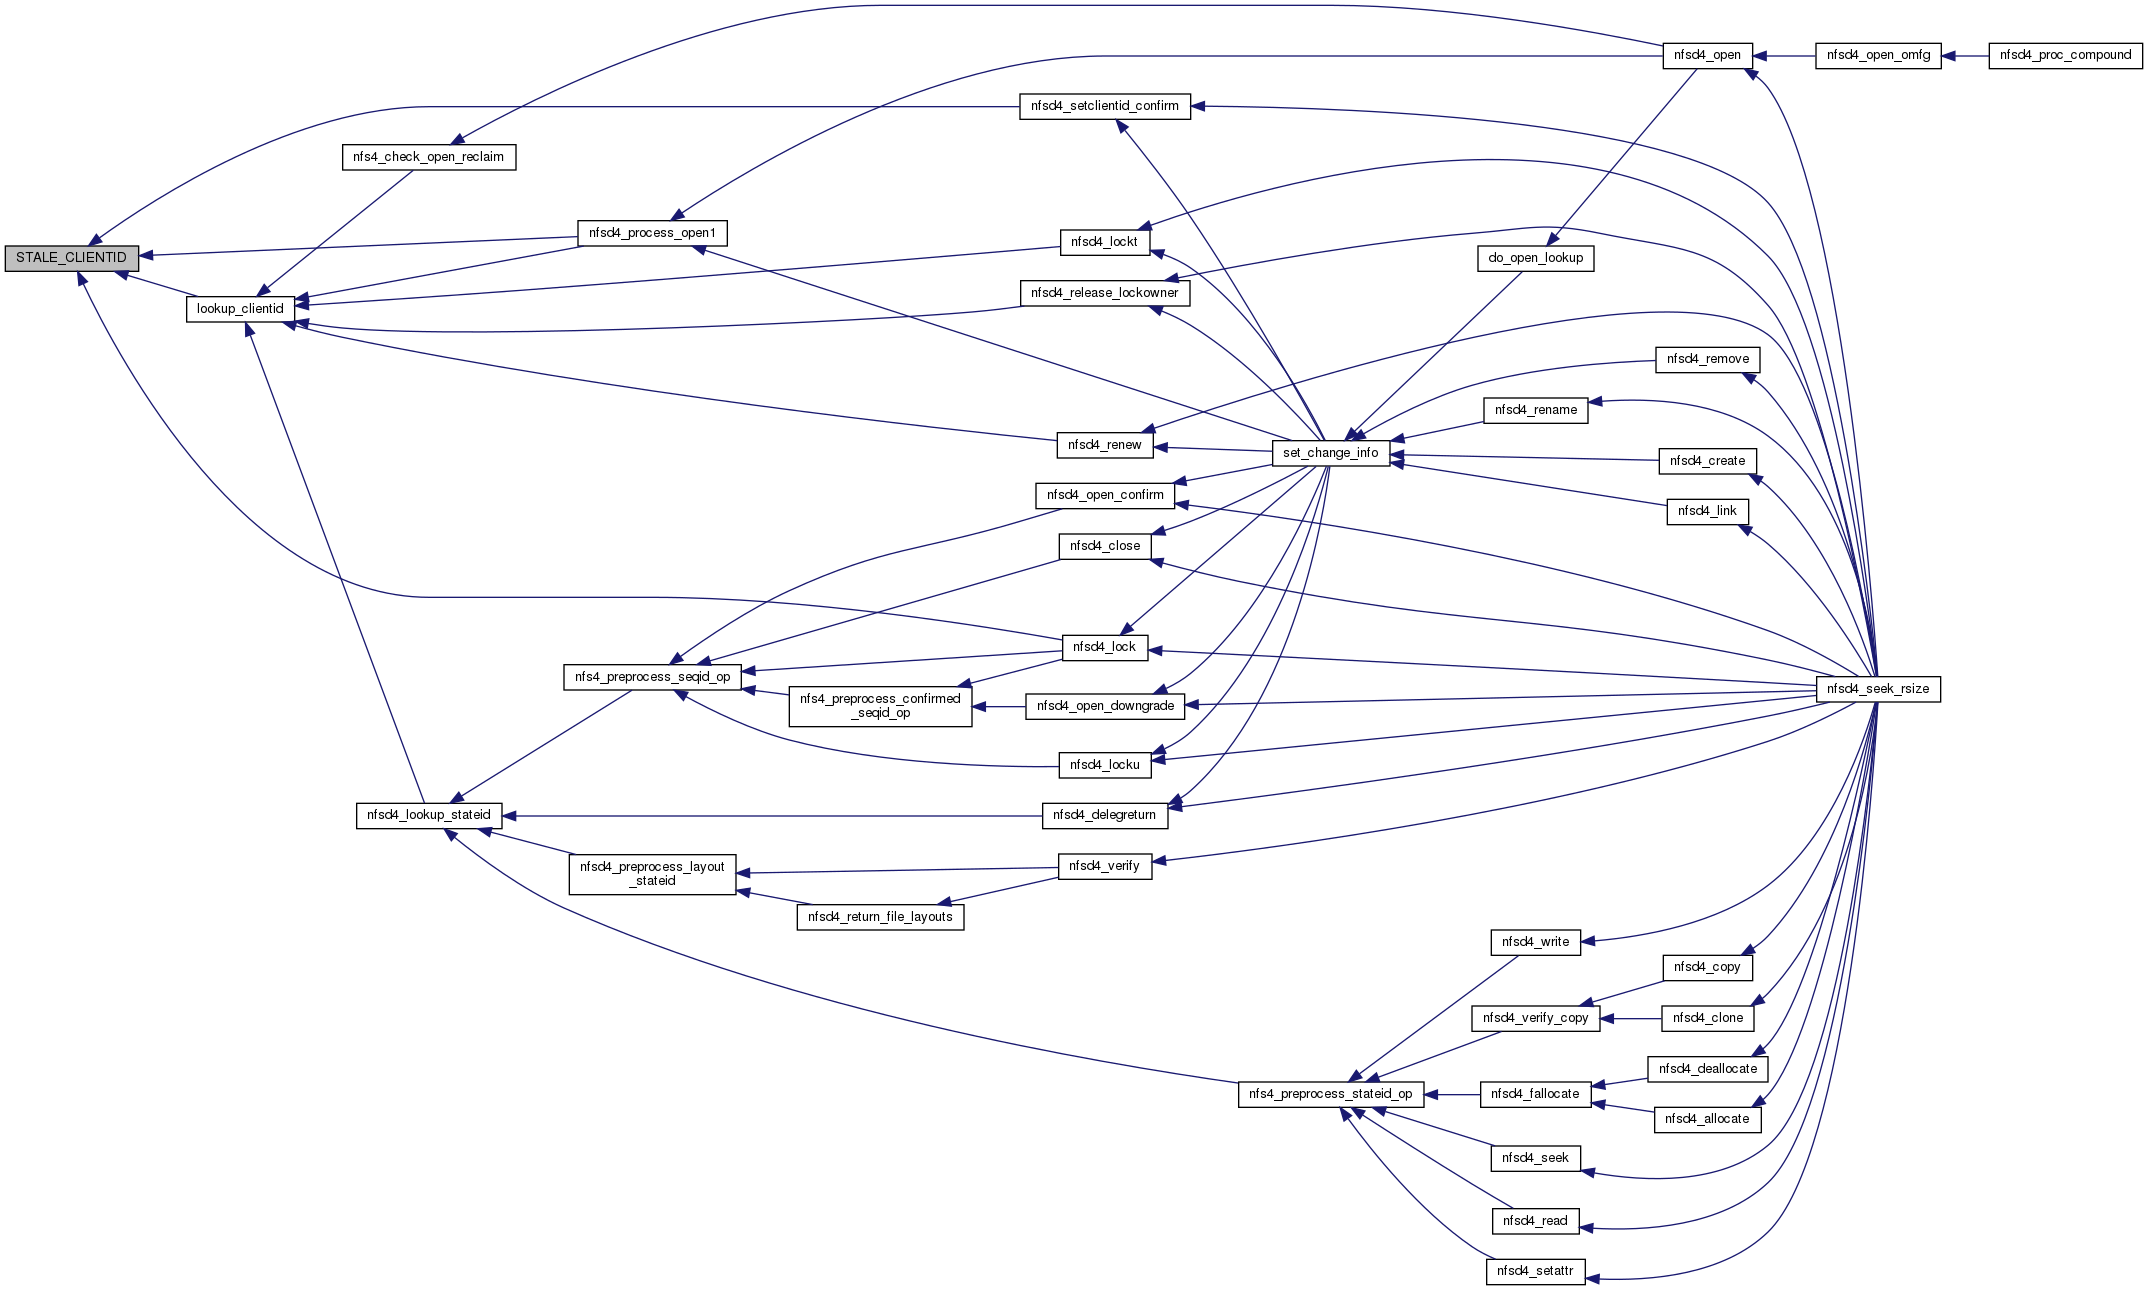 nfsd4_open
nfsd4_open_omfg
nfsd4_proc_compound
nfsd4_setclientid_confirm
nfs4_check_open_reclaim
nfsd4_process_open1
nfsd4_lockt
STALE_CLIENTID
do_open_lookup
nfsd4_release_lockowner
lookup_clientid
nfsd4_remove
nfsd4_rename
nfsd4_renew
set_change_info
nfsd4_create
nfsd4_open_confirm
nfsd4_link
nfsd4_close
nfsd4_lock
nfs4_preprocess_seqid_op
nfsd4_seek_rsize
nfs4_preprocess_confirmed
_seqid_op
nfsd4_open_downgrade
nfsd4_locku
nfsd4_lookup_stateid
nfsd4_delegreturn
nfsd4_preprocess_layout
_stateid
nfsd4_verify
nfsd4_return_file_layouts
nfsd4_write
nfsd4_copy
nfsd4_verify_copy
nfsd4_clone
nfsd4_deallocate
nfs4_preprocess_stateid_op
nfsd4_fallocate
nfsd4_allocate
nfsd4_seek
nfsd4_read
nfsd4_setattr